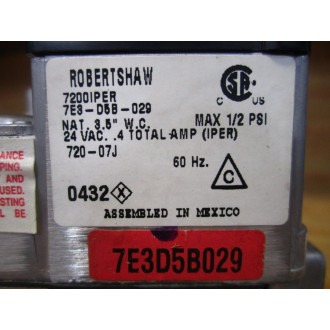 ROBERTSHAW
7200IPER
7E3-D5B-029
NAT. 3.5" W.C. MAX 1/2 PSI
24 VAC. .4 TOTAL AMP (IPER)
720-07J 60 Hz.
0432 X
ASSEMBLED IN MEXICO
CSA
C US
C
ANCE
PING.
AND
USED.
STING
L BE
7E3D5B029